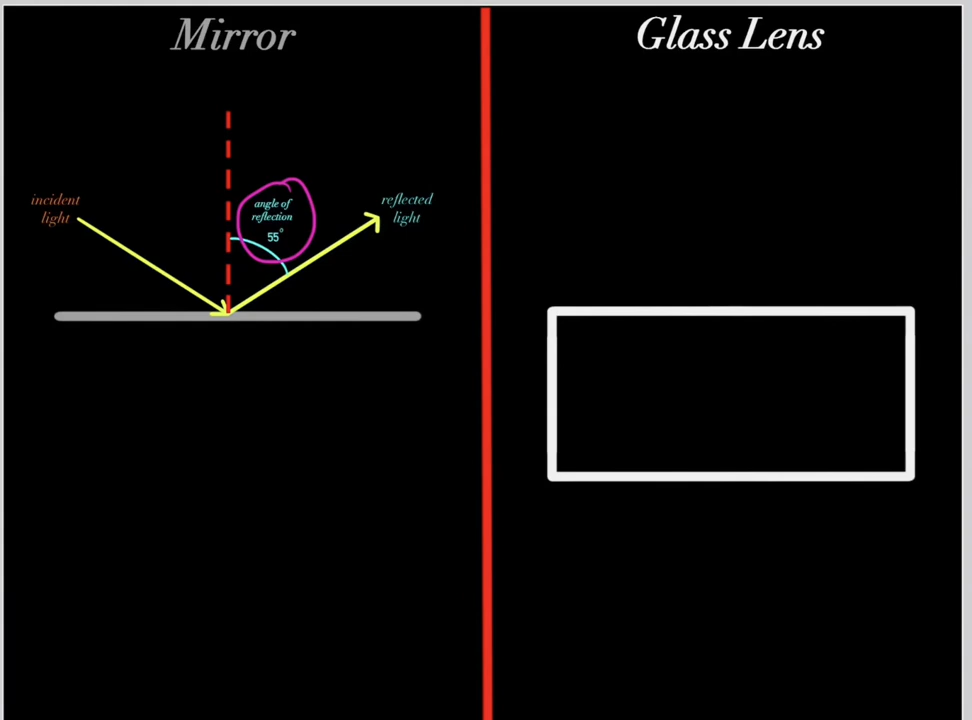 Mirror
Glass Lens
incident
light
angle of
reflection
55°
reflected
light